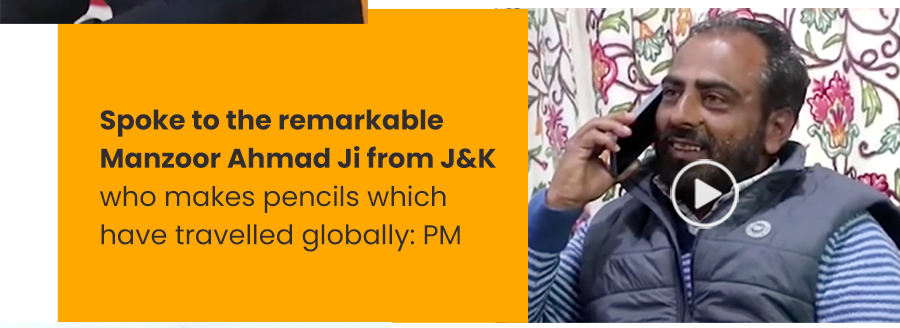 Spoke to the remarkable
Manzoor Ahmad Ji from J&K
who makes pencils which
have travelled globally: PM